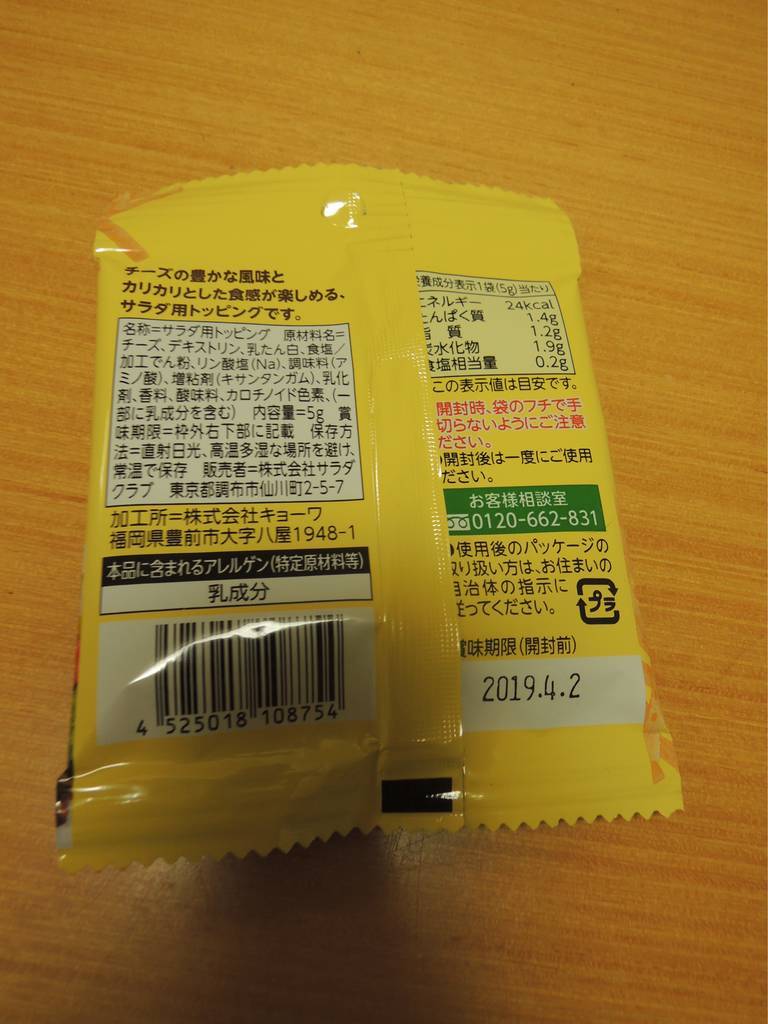 チーズの豊かな風味と
カリカリとした食感が楽しめる、
サラダ用トッピングです。
名称=サラダ用トッピング 原材料名=
チーズ、デキストリン、乳たん白、食塩/
加工でん粉、リン酸塩(Na)、調味料(ア
ミノ酸)、増粘剤(キサンタンガム)、乳化
剤、香料、酸味料、カロチノイド色素、(一
部に乳成分を含む) 内容量=5g 賞
味期限=枠外右下部に記載 保存方
法=直射日光、高温多湿な場所を避け、
常温で保存 販売者=株式会社サラダ
クラブ 東京都調布市仙川町2-5-7
加工所=株式会社キョーワ
福岡県豊前市大字八屋1948-1
本品に含まれるアレルゲン(特定原材料等)
乳成分
4 525018 108754
養成分表示1袋(5g)当たり
エネルギー 24kcal
たんぱく質 1.4g
脂質 1.2g
炭水化物 1.9g
食塩相当量 0.2g
この表示値は目安です。
開封時、袋のフチで手
切らないようにご注意
ださい。
開封後は一度にご使用
ださい。
お客様相談室
0120-662-831
使用後のパッケージの
取り扱い方は、お住まいの
自治体の指示に
従ってください。
プラ
賞味期限(開封前)
2019.4.2